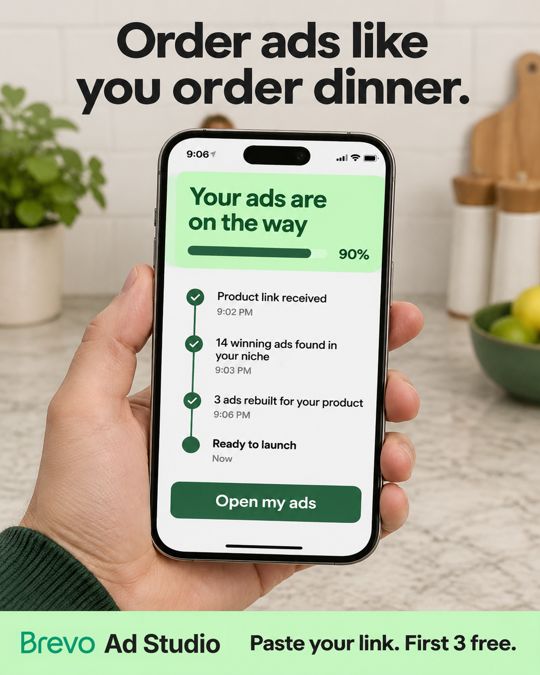 Order ads like
you order dinner.
9:06
Your ads are
on the way
90%
Product link received
9:02 PM
14 winning ads found in
your niche
9:03 PM
3 ads rebuilt for your product
9:06 PM
Ready to launch
Now
Open my ads
Brevo Ad Studio Paste your link. First 3 free.